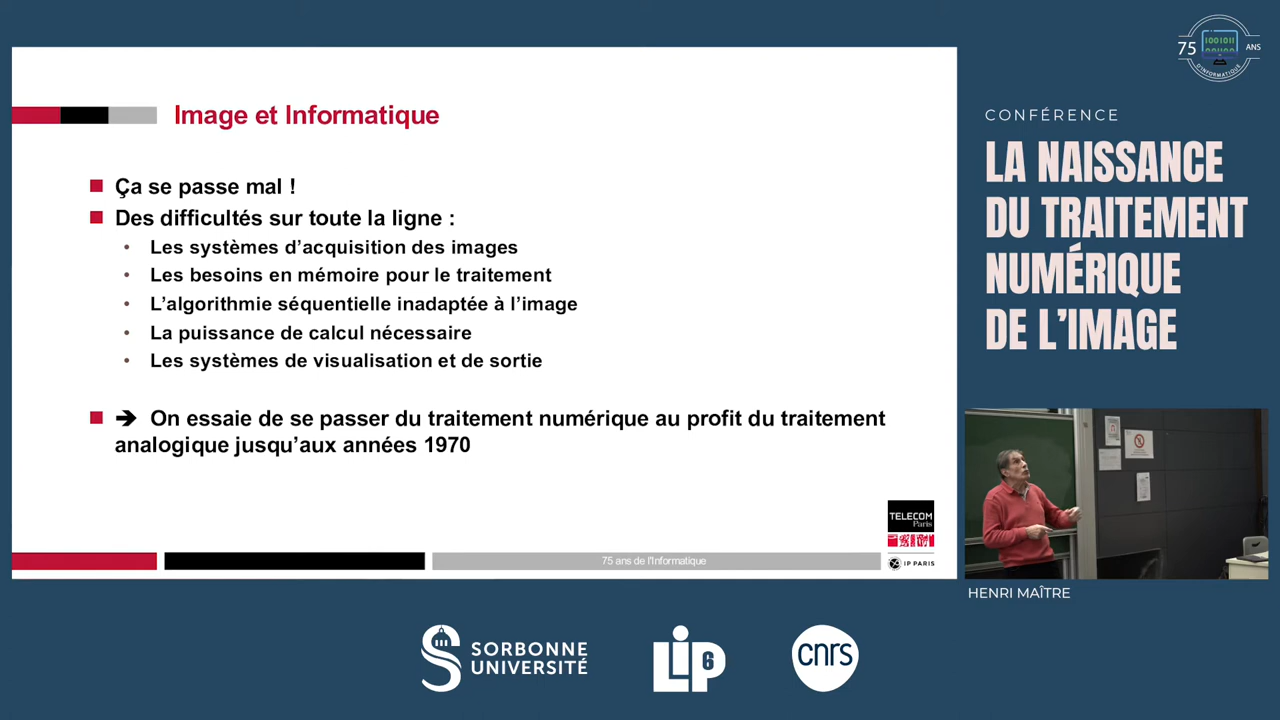 75 ANS
1001011
D'INFORMATIQUE
Image et Informatique
Ça se passe mal !
Des difficultés sur toute la ligne :
• Les systèmes d’acquisition des images
• Les besoins en mémoire pour le traitement
• L’algorithmie séquentielle inadaptée à l’image
• La puissance de calcul nécessaire
• Les systèmes de visualisation et de sortie
➔ On essaie de se passer du traitement numérique au profit du traitement
analogique jusqu’aux années 1970
TELECOM
Paris
IP PARIS
75 ans de l'Informatique
CONFÉRENCE
LA NAISSANCE
DU TRAITEMENT
NUMÉRIQUE
DE L’IMAGE
HENRI MAÎTRE
SORBONNE
UNIVERSITÉ
LIP6
cnrs